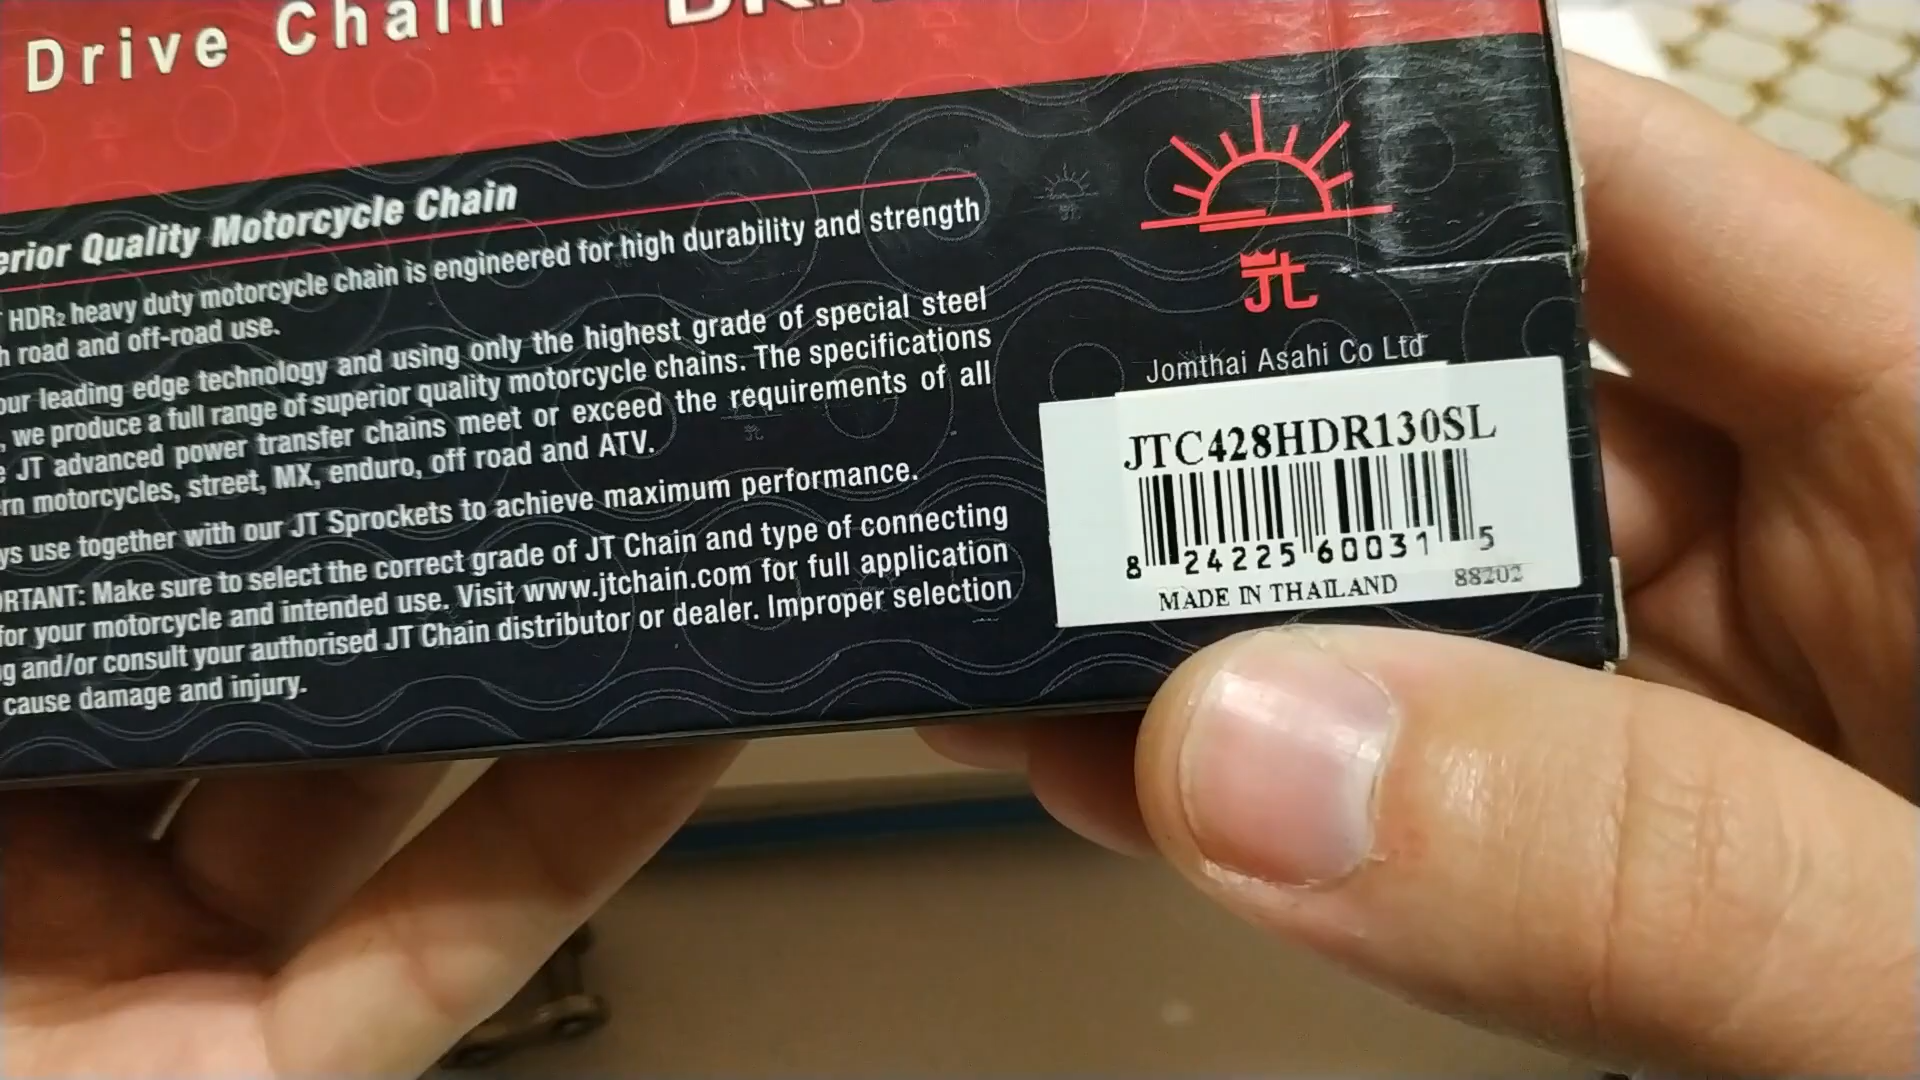 Drive Chain
erior Quality Motorcycle Chain
HDR2 heavy duty motorcycle chain is engineered for high durability and strength
h road and off-road use.
our leading edge technology and using only the highest grade of special steel
, we produce a full range of superior quality motorcycle chains. The specifications
e JT advanced power transfer chains meet or exceed the requirements of all
rn motorcycles, street, MX, enduro, off road and ATV.
ys use together with our JT Sprockets to achieve maximum performance.
ORTANT: Make sure to select the correct grade of JT Chain and type of connecting
for your motorcycle and intended use. Visit www.jtchain.com for full application
g and/or consult your authorised JT Chain distributor or dealer. Improper selection
cause damage and injury.
Jt
Jomthai Asahi Co Ltd
JTC428HDR130SL
8 24225 60031 5
MADE IN THAILAND 88202